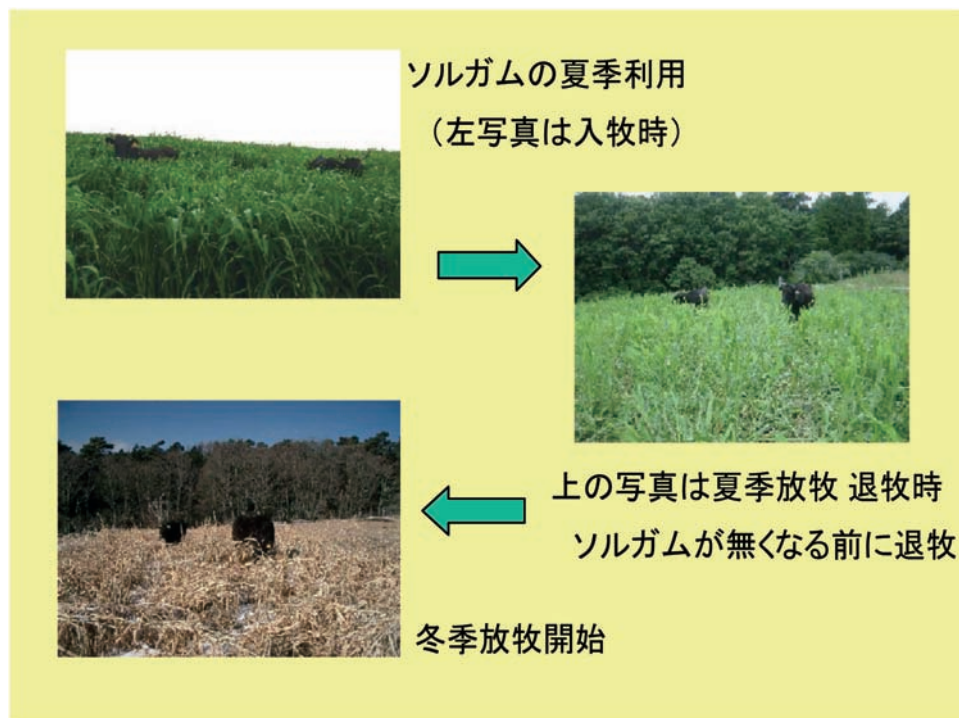 ソルガムの夏季利用
（左写真は入牧時）
上の写真は夏季放牧 退牧時
ソルガムが無くなる前に退牧
冬季放牧開始